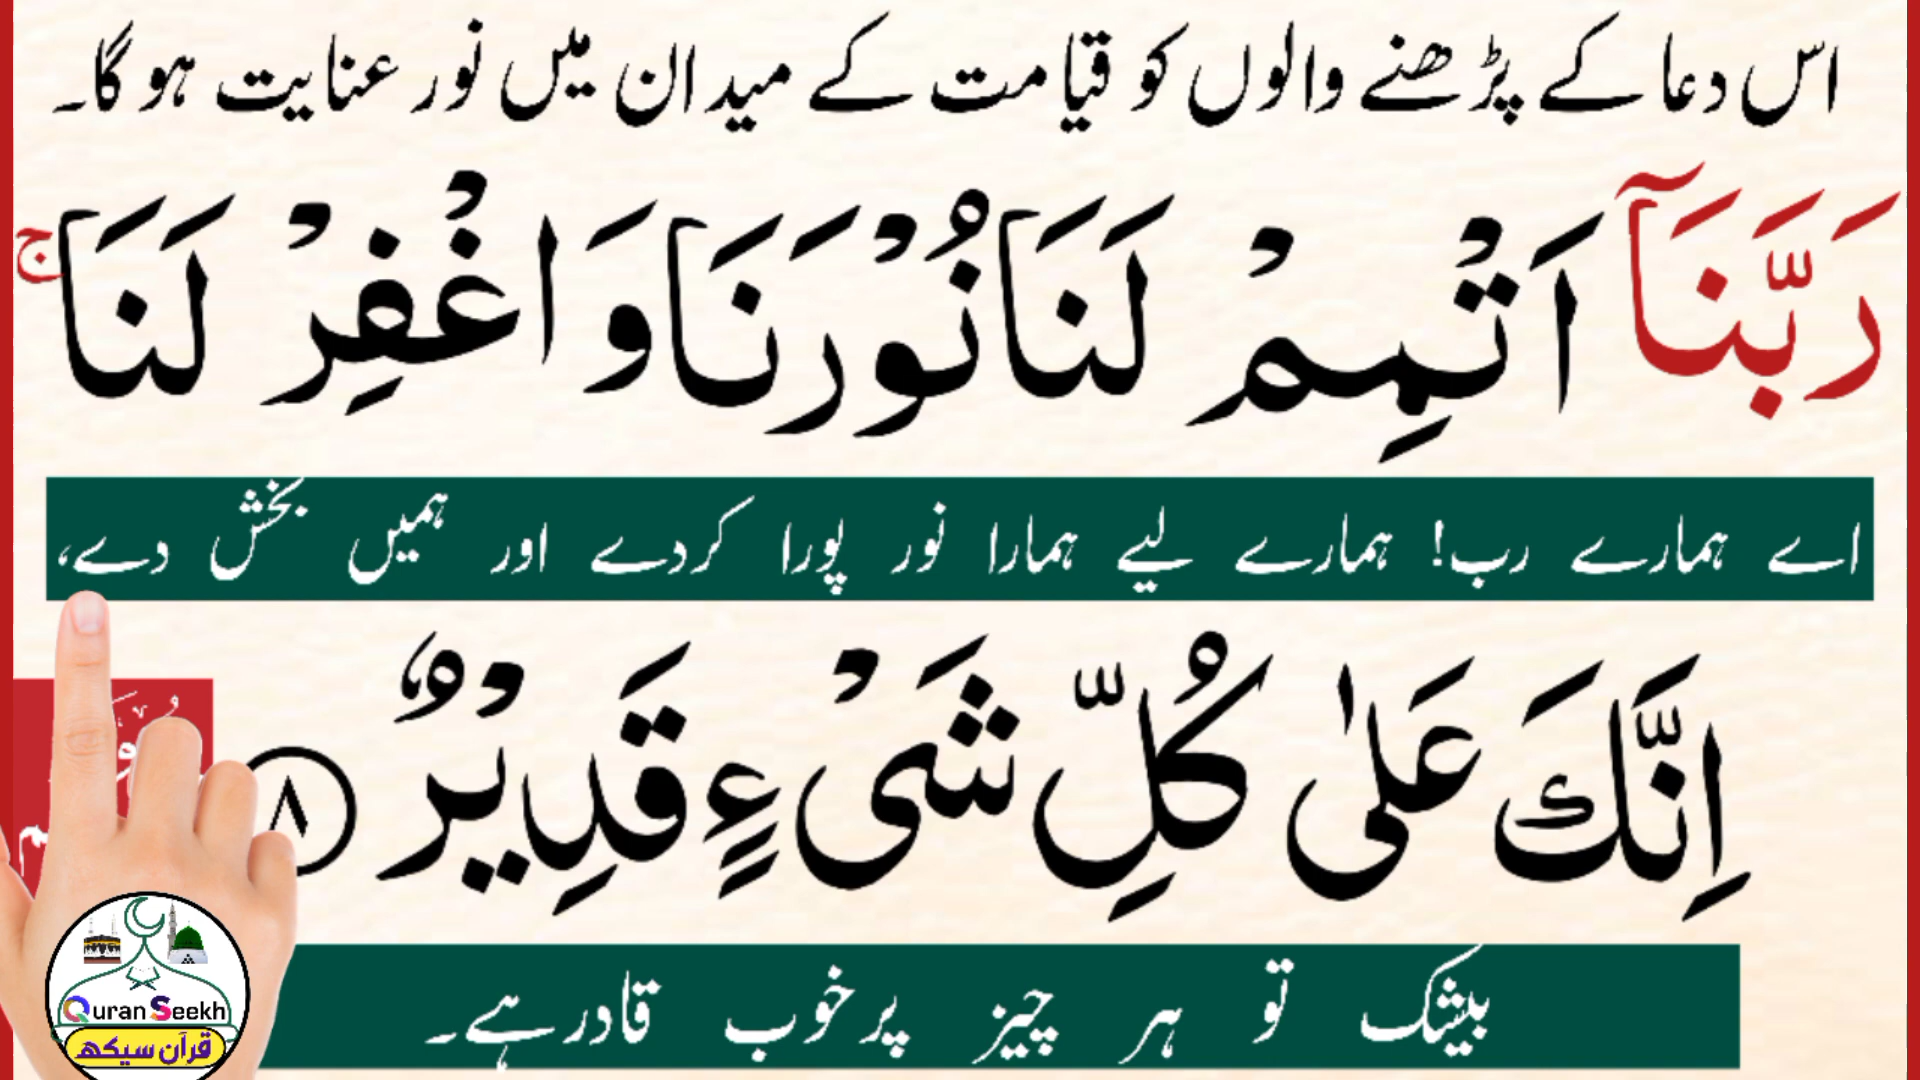 اس دعا کے پڑھنے والوں کو قیامت کے میدان میں نور عنایت ہو گا۔
رَبَّنَآ اَتْمِمْ لَنَا نُوْرَنَا وَاغْفِرْ لَنَا ج
اے ہمارے رب! ہمارے لیے ہمارا نور پورا کردے اور ہمیں بخش دے،
اِنَّكَ عَلٰى كُلِّ شَىْءٍ قَدِيْرٌ ٨
بیشک تو ہر چیز پر خوب قادر ہے۔
Quran Seekh
قرآن سیکھ